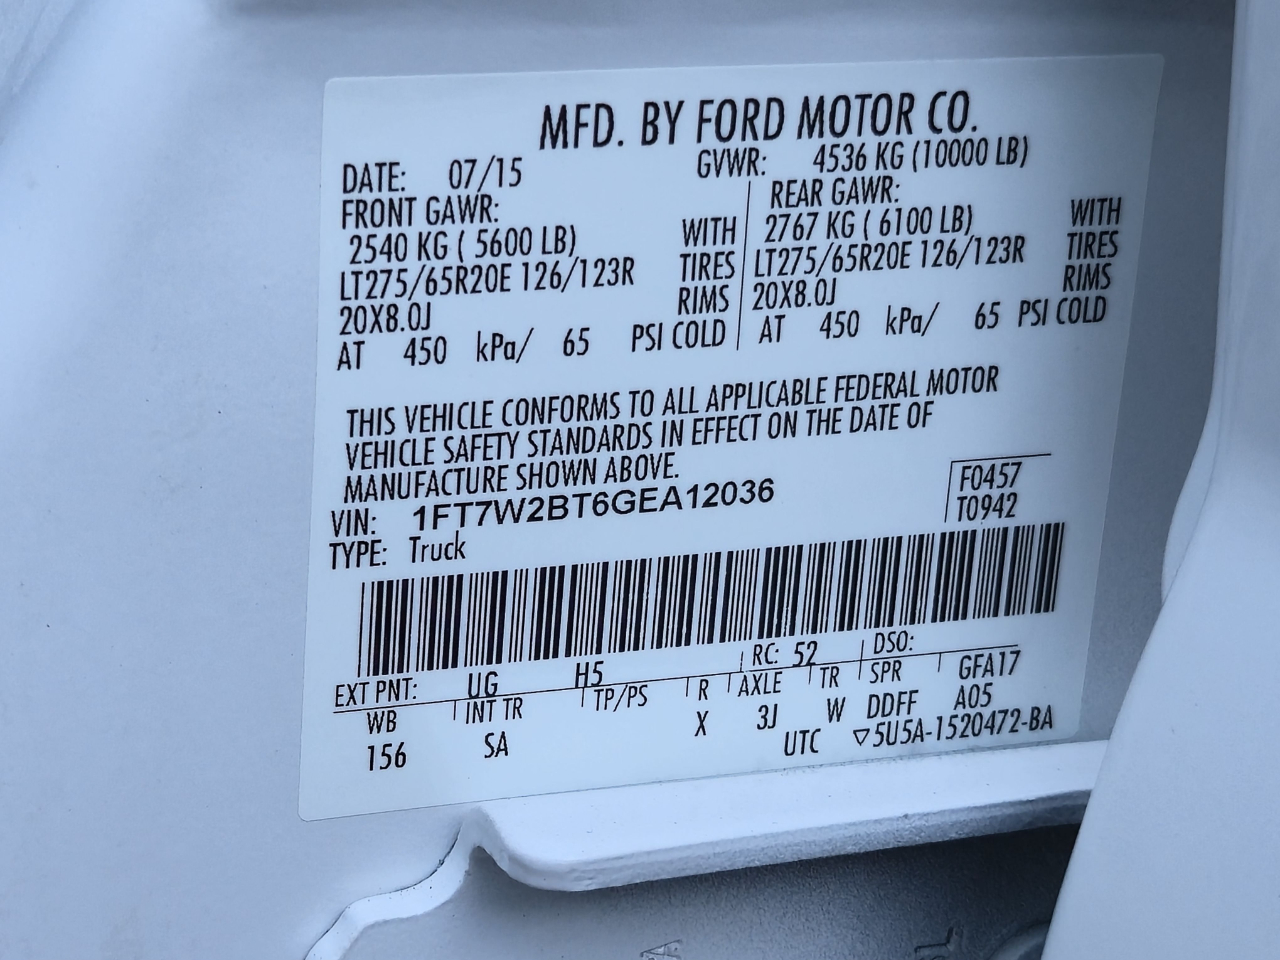 MFD. BY FORD MOTOR CO.
DATE: 07/15 GVWR: 4536 KG (10000 LB)
FRONT GAWR: REAR GAWR:
2540 KG ( 5600 LB) WITH 2767 KG ( 6100 LB) WITH
LT275/65R20E 126/123R TIRES LT275/65R20E 126/123R TIRES
20X8.0J RIMS 20X8.0J RIMS
AT 450 kPa/ 65 PSI COLD AT 450 kPa/ 65 PSI COLD
THIS VEHICLE CONFORMS TO ALL APPLICABLE FEDERAL MOTOR
VEHICLE SAFETY STANDARDS IN EFFECT ON THE DATE OF
MANUFACTURE SHOWN ABOVE.
VIN: 1FT7W2BT6GEA12036 F0457
TYPE: Truck T0942
EXT PNT: UG H5 RC: 52 DSO:
WB INT TR TP/PS R AXLE TR SPR GFA17
156 SA X 3J W DDFF A05
UTC ▽5U5A-1520472-BA